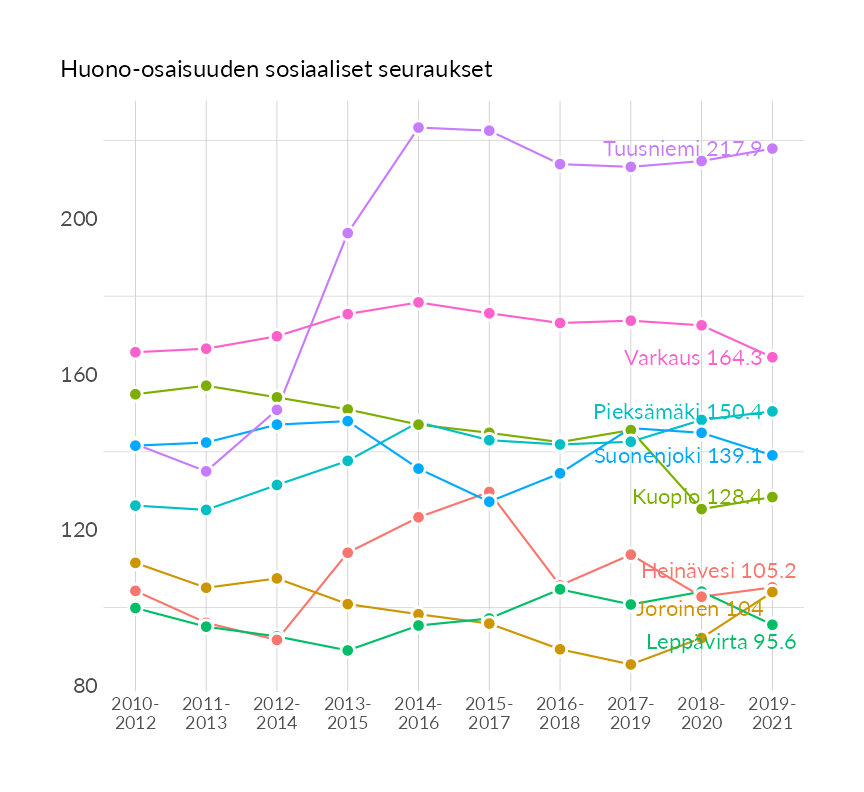 Huono-osaisuuden sosiaaliset seuraukset
Tuusniemi 217.9
200
Varkaus 164.3
160
Pieksämäki 150.4
Suonenjoki 139.1
Kuopio 128.4
120
Heinävesi 105.2
Joroinen 104
Leppävirta 95.6
80
2010-
2012
2011-
2013
2012-
2014
2013-
2015
2014-
2016
2015-
2017
2016-
2018
2017-
2019
2018-
2020
2019-
2021